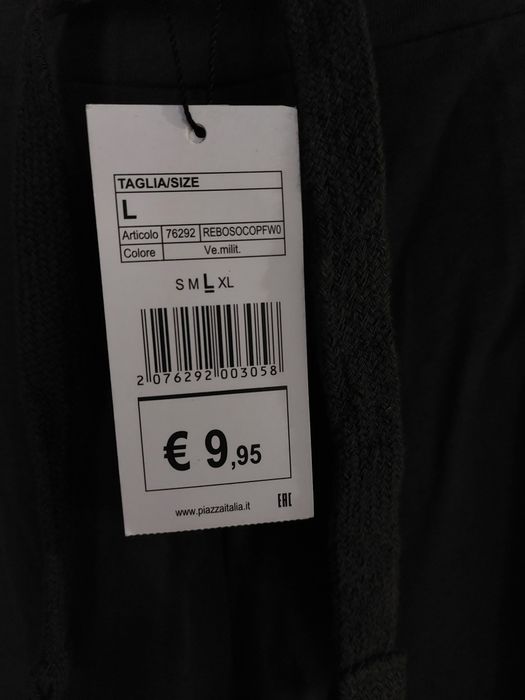 TAGLIA/SIZE
L
Articolo 76292 REBOSOCOPFW0
Colore Ve.milit.
S M L XL
2 076292 003058
€ 9,95
www.piazzaitalia.it EAC